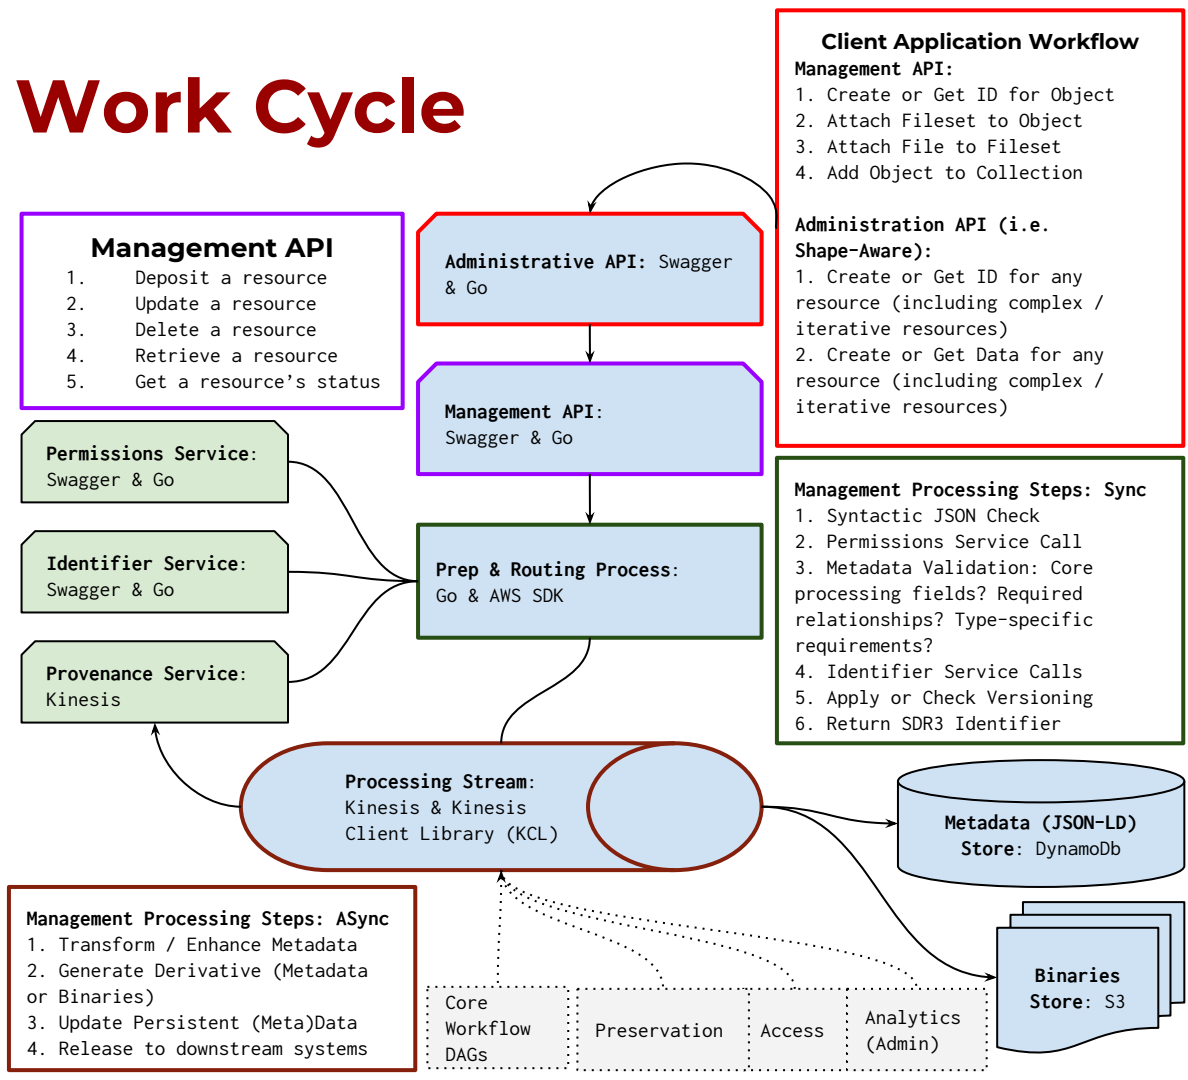 Work Cycle
Client Application Workflow
Management API:
1. Create or Get ID for Object
2. Attach Fileset to Object
3. Attach File to Fileset
4. Add Object to Collection
Administration API (i.e.
Shape-Aware):
1. Create or Get ID for any
resource (including complex /
iterative resources)
2. Create or Get Data for any
resource (including complex /
iterative resources)
Management API
1. Deposit a resource
2. Update a resource
3. Delete a resource
4. Retrieve a resource
5. Get a resource's status
Administrative API: Swagger
& Go
Management API:
Swagger & Go
Permissions Service:
Swagger & Go
Identifier Service:
Swagger & Go
Provenance Service:
Kinesis
Prep & Routing Process:
Go & AWS SDK
Management Processing Steps: Sync
1. Syntactic JSON Check
2. Permissions Service Call
3. Metadata Validation: Core
processing fields? Required
relationships? Type-specific
requirements?
4. Identifier Service Calls
5. Apply or Check Versioning
6. Return SDR3 Identifier
Processing Stream:
Kinesis & Kinesis
Client Library (KCL)
Metadata (JSON-LD)
Store: DynamoDb
Binaries
Store: S3
Management Processing Steps: ASync
1. Transform / Enhance Metadata
2. Generate Derivative (Metadata
or Binaries)
3. Update Persistent (Meta)Data
4. Release to downstream systems
Core
Workflow
DAGs
Preservation
Access
Analytics
(Admin)